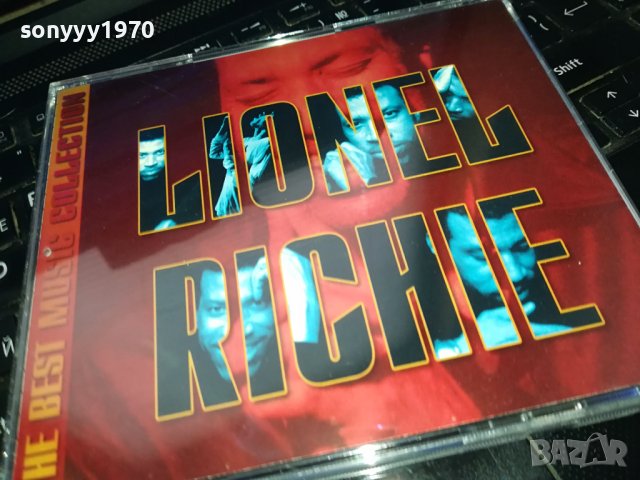 sonyyy1970
LIONEL
RICHIE
HE BEST MUSIC COLLECTION
Shift
BAZAR